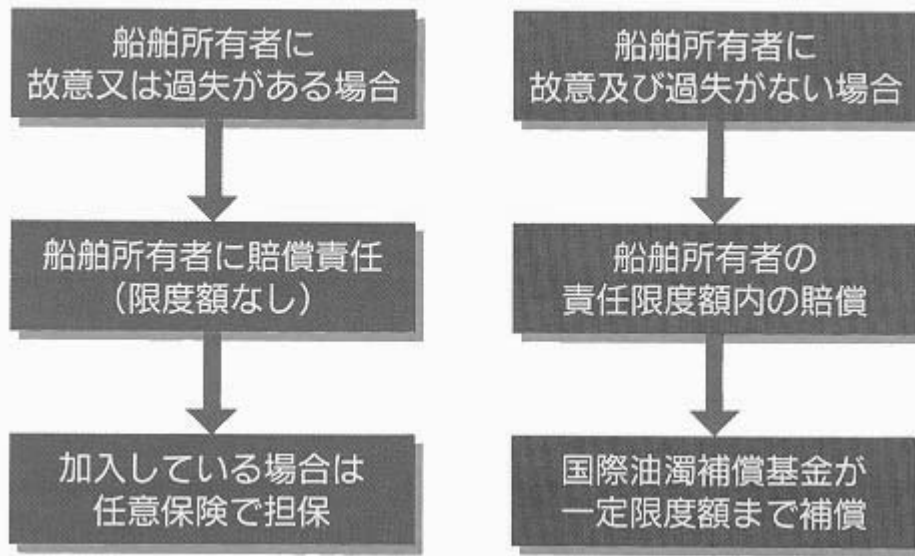 船舶所有者に
故意又は過失がある場合
船舶所有者に賠償責任
（限度額なし）
加入している場合は
任意保険で担保
船舶所有者に
故意及び過失がない場合
船舶所有者の
責任限度額内の賠償
国際油濁補償基金が
一定限度額まで補償